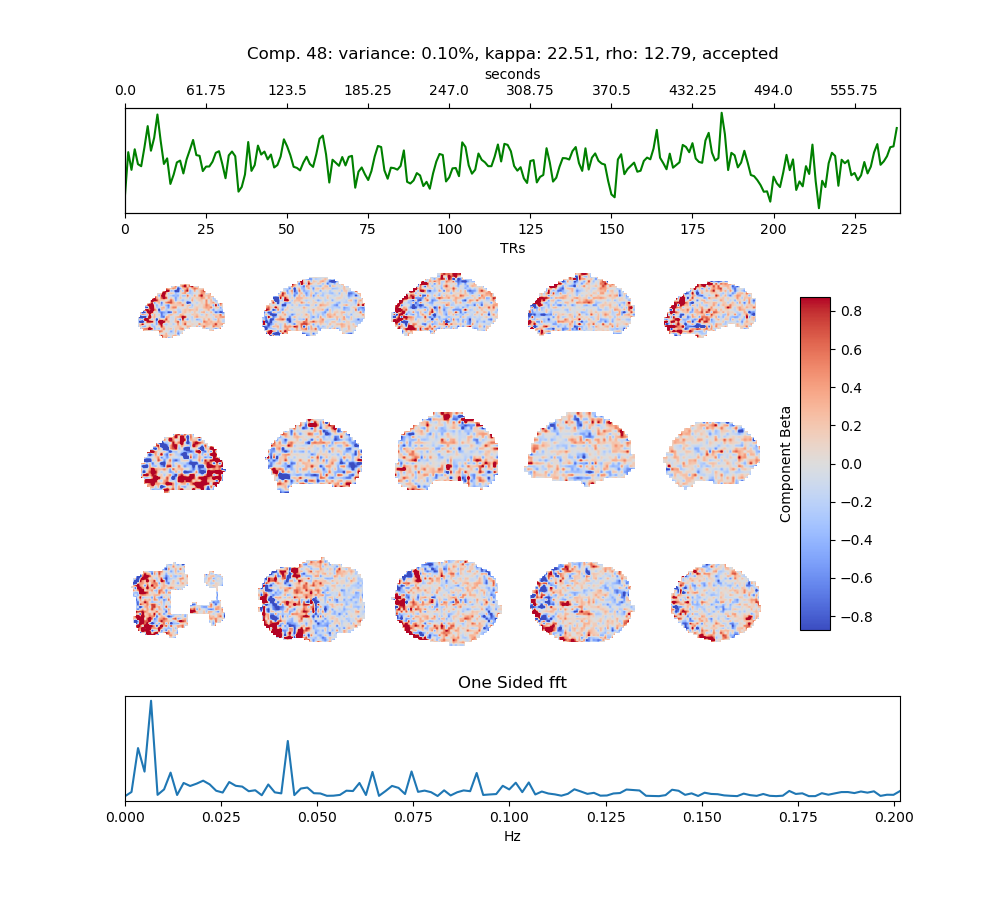 Comp. 48: variance: 0.10%, kappa: 22.51, rho: 12.79, accepted
seconds
0.0 61.75 123.5 185.25 247.0 308.75 370.5 432.25 494.0 555.75
0 25 50 75 100 125 150 175 200 225
TRs
0.8
0.6
0.4
0.2
0.0
−0.2
−0.4
−0.6
−0.8
Component Beta
One Sided fft
0.000 0.025 0.050 0.075 0.100 0.125 0.150 0.175 0.200
Hz